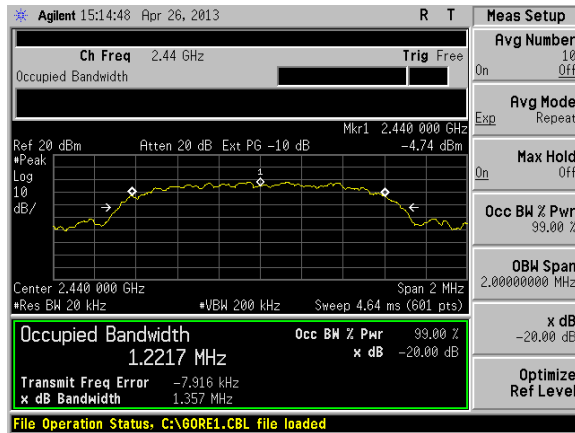 Agilent 15:14:48 Apr 26, 2013 R T
Ch Freq 2.44 GHz Trig Free
Occupied Bandwidth
Mkr1 2.440 000 GHz
Ref 20 dBm Atten 20 dB Ext PG -10 dB -4.74 dBm
#Peak
Log
10
dB/
1
Center 2.440 000 GHz Span 2 MHz
#Res BW 20 kHz #VBW 200 kHz Sweep 4.64 ms (601 pts)
Occupied Bandwidth Occ BW % Pwr 99.00 %
1.2217 MHz x dB -20.00 dB
Transmit Freq Error -7.916 kHz
x dB Bandwidth 1.357 MHz
File Operation Status, C:\GORE1.CBL file loaded
Meas Setup
Avg Number
10
On Off
Avg Mode
Exp Repeat
Max Hold
On Off
Occ BW % Pwr
99.00 %
OBW Span
2.00000000 MHz
x dB
-20.00 dB
Optimize
Ref Level